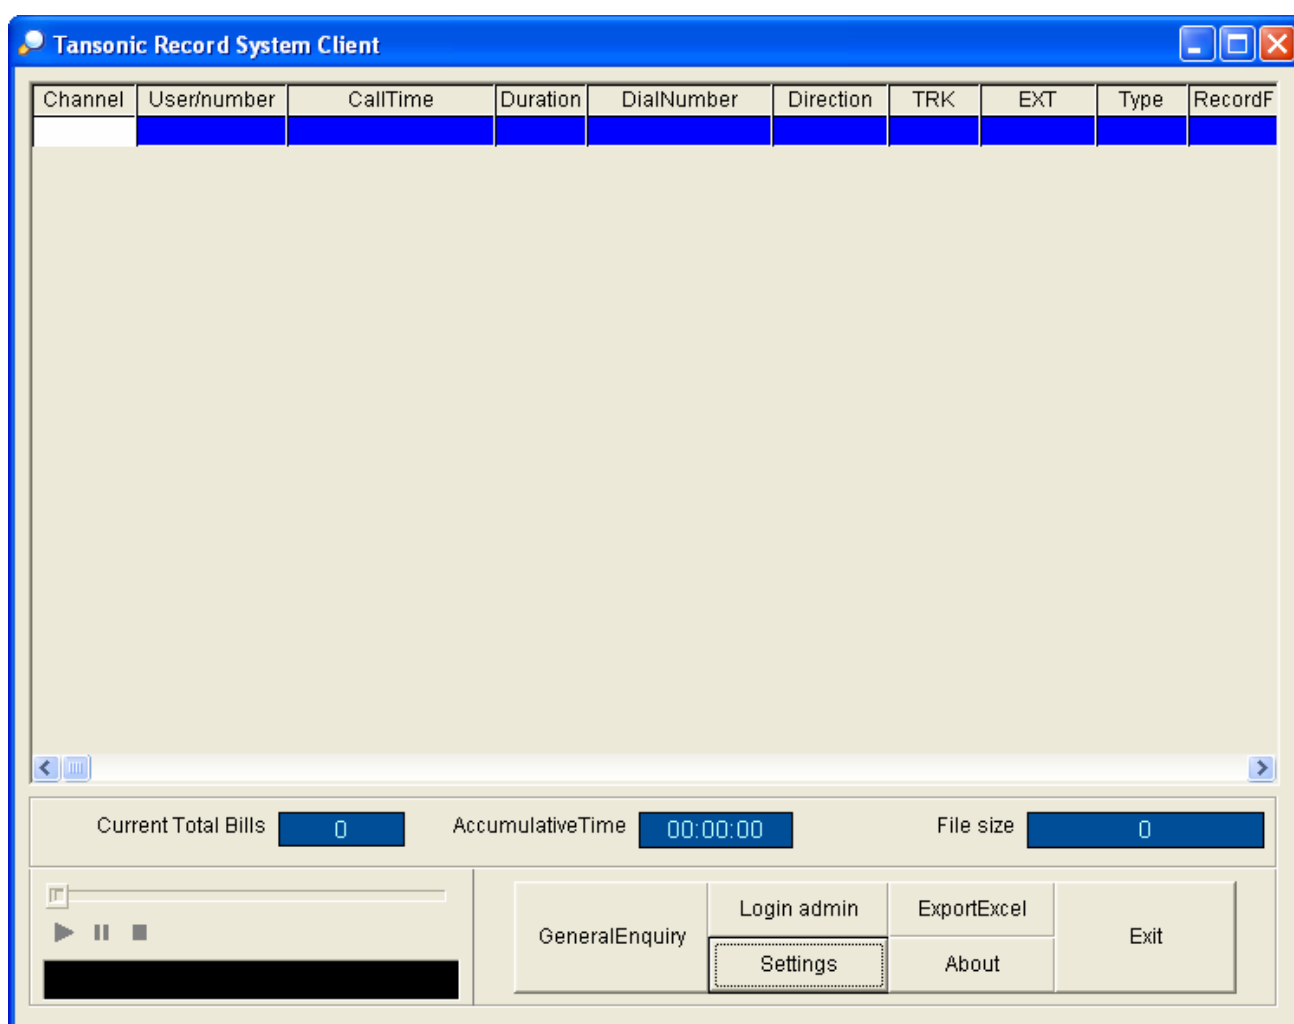 Tansonic Record System Client
Channel User/number CallTime Duration DialNumber Direction TRK EXT Type RecordF
Current Total Bills 0 AccumulativeTime 00:00:00 File size 0
GeneralEnquiry Login admin ExportExcel Exit
Settings About